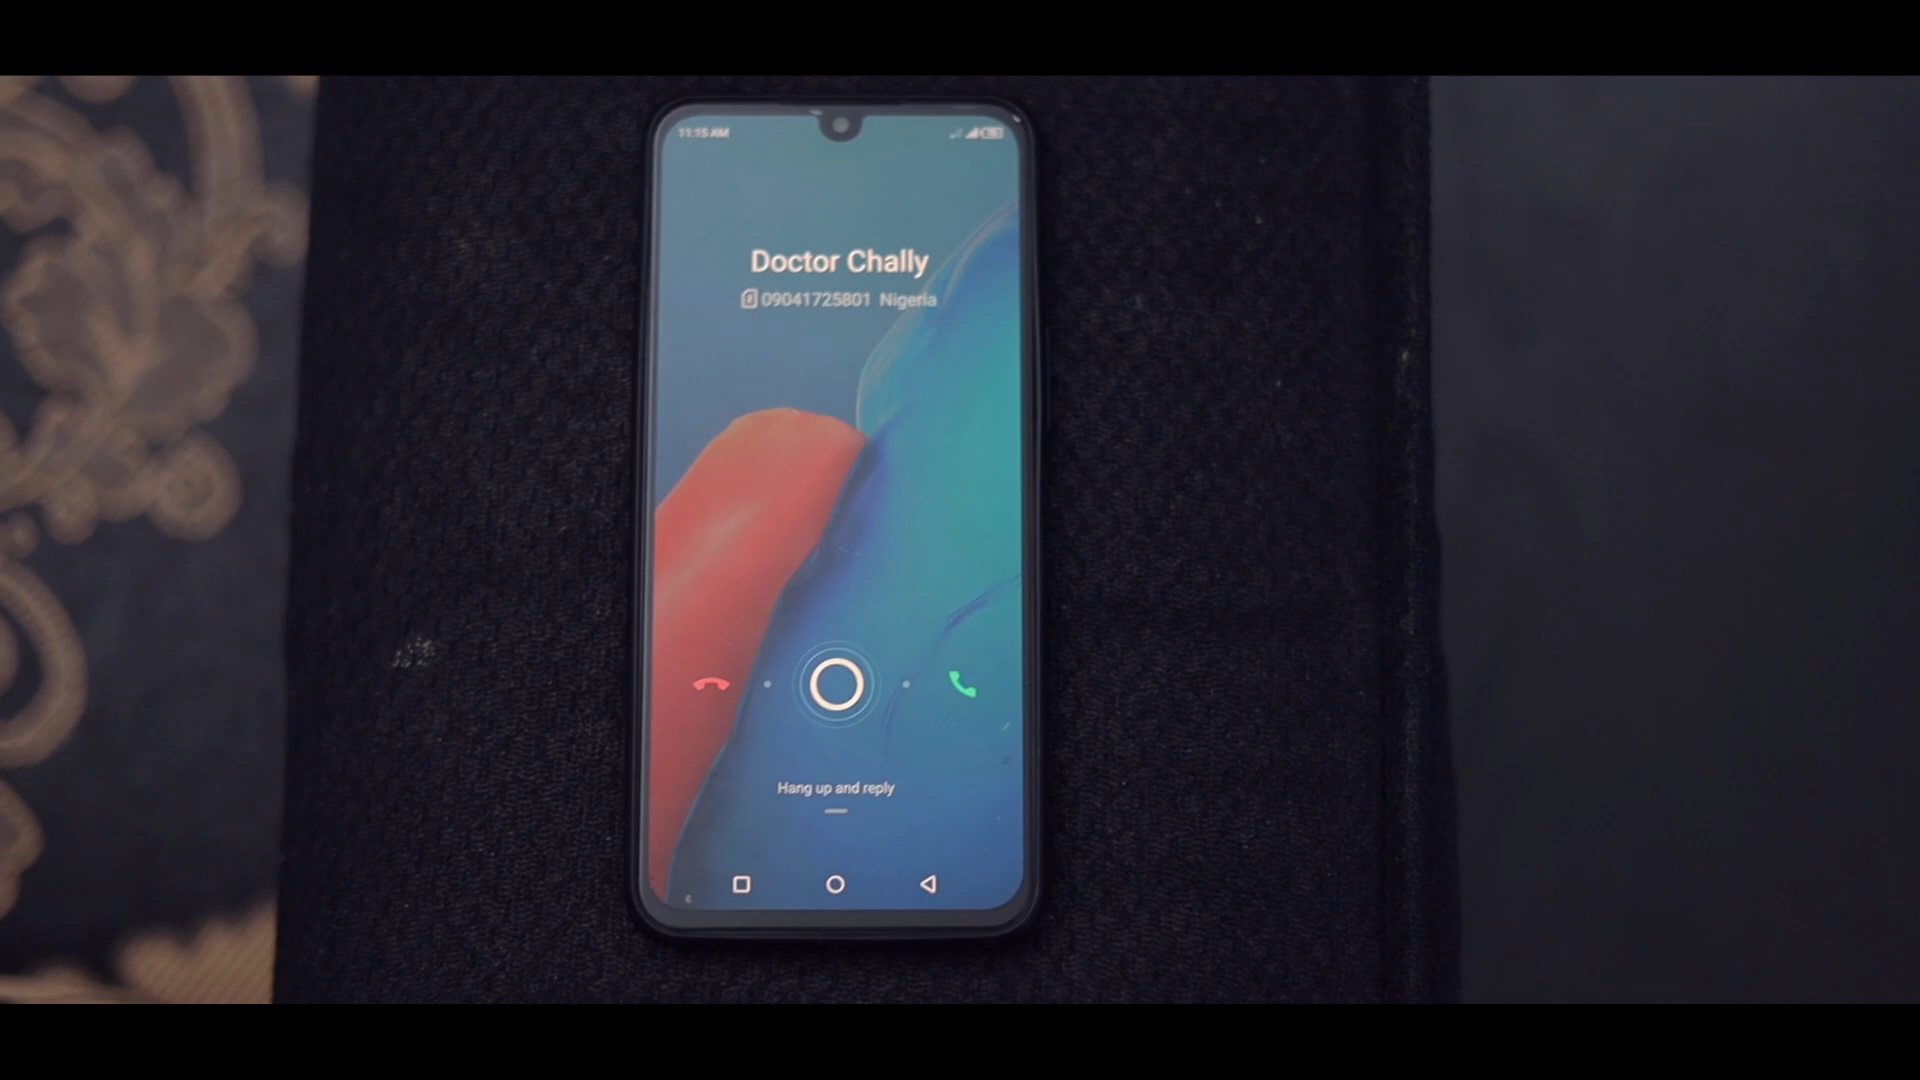 11:15 AM
Doctor Chally
09041725801 Nigeria
Hang up and reply